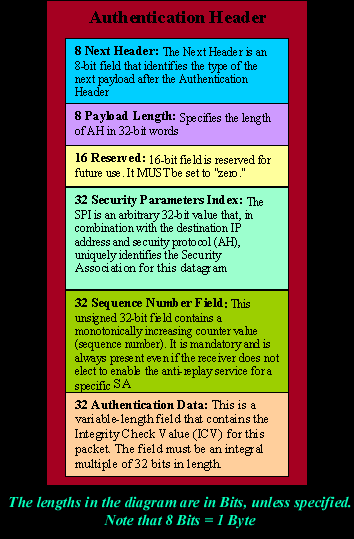 Authentication Header
8 Next Header: The Next Header is an
8-bit field that identifies the type of the
next payload after the Authentication
Header
8 Payload Length: Specifies the length
of AH in 32-bit words
16 Reserved: 16-bit field is reserved for
future use. It MUST be set to "zero."
32 Security Parameters Index: The
SPI is an arbitrary 32-bit value that, in
combination with the destination IP
address and security protocol (AH),
uniquely identifies the Security
Association for this datagram
32 Sequence Number Field: This
unsigned 32-bit field contains a
monotonically increasing counter value
(sequence number). It is mandatory and is
always present even if the receiver does not
elect to enable the anti-replay service for a
specific SA
32 Authentication Data: This is a
variable-length field that contains the
Integrity Check Value (ICV) for this
packet. The field must be an integral
multiple of 32 bits in length.
The lengths in the diagram are in Bits, unless specified.
Note that 8 Bits = 1 Byte